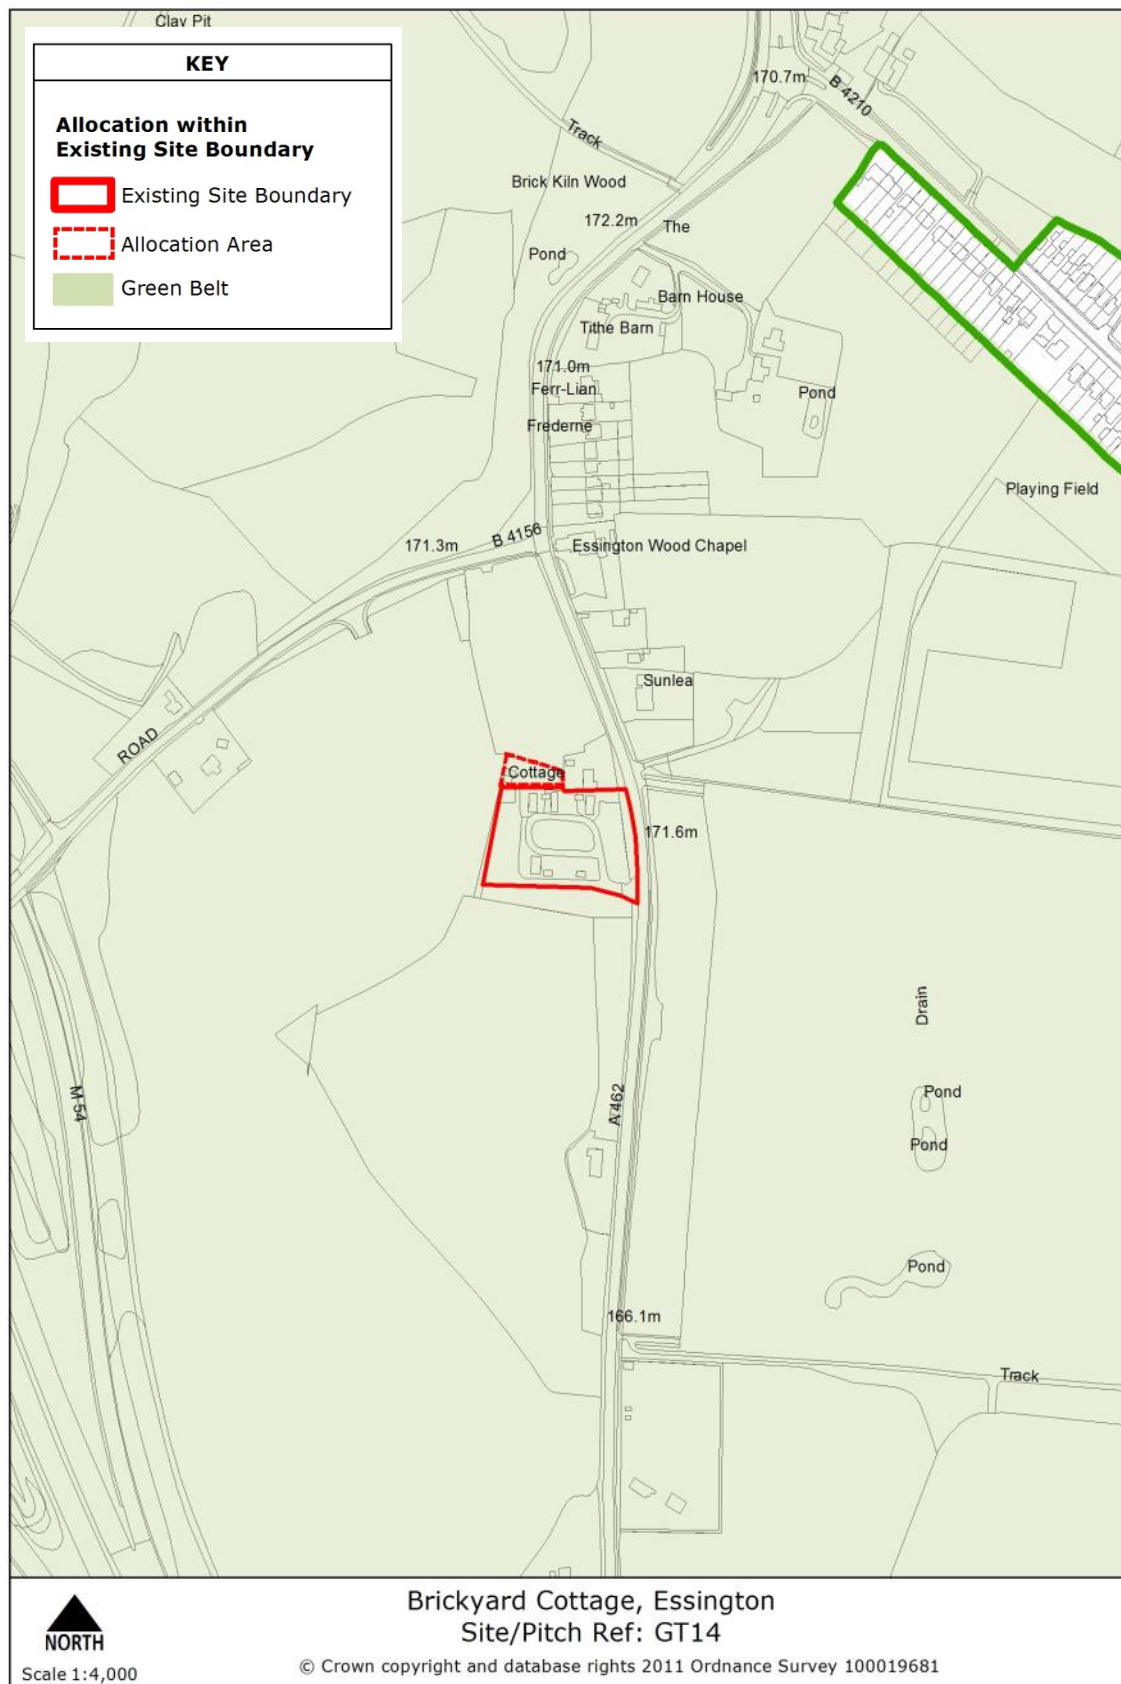 Clay Pit
KEY
Allocation within
Existing Site Boundary
Existing Site Boundary
Allocation Area
Green Belt
170.7m
B 4210
Track
Brick Kiln Wood
172.2m
The
Pond
Barn House
Tithe Barn
171.0m
Ferr-Lian
Pond
Frederne
Playing Field
B 4156
171.3m
Essington Wood Chapel
Sunlea
ROAD
Cottage
171.6m
Drain
M 54
A 462
Pond
Pond
Pond
166.1m
Track
NORTH
Scale 1:4,000
Brickyard Cottage, Essington
Site/Pitch Ref: GT14
© Crown copyright and database rights 2011 Ordnance Survey 100019681